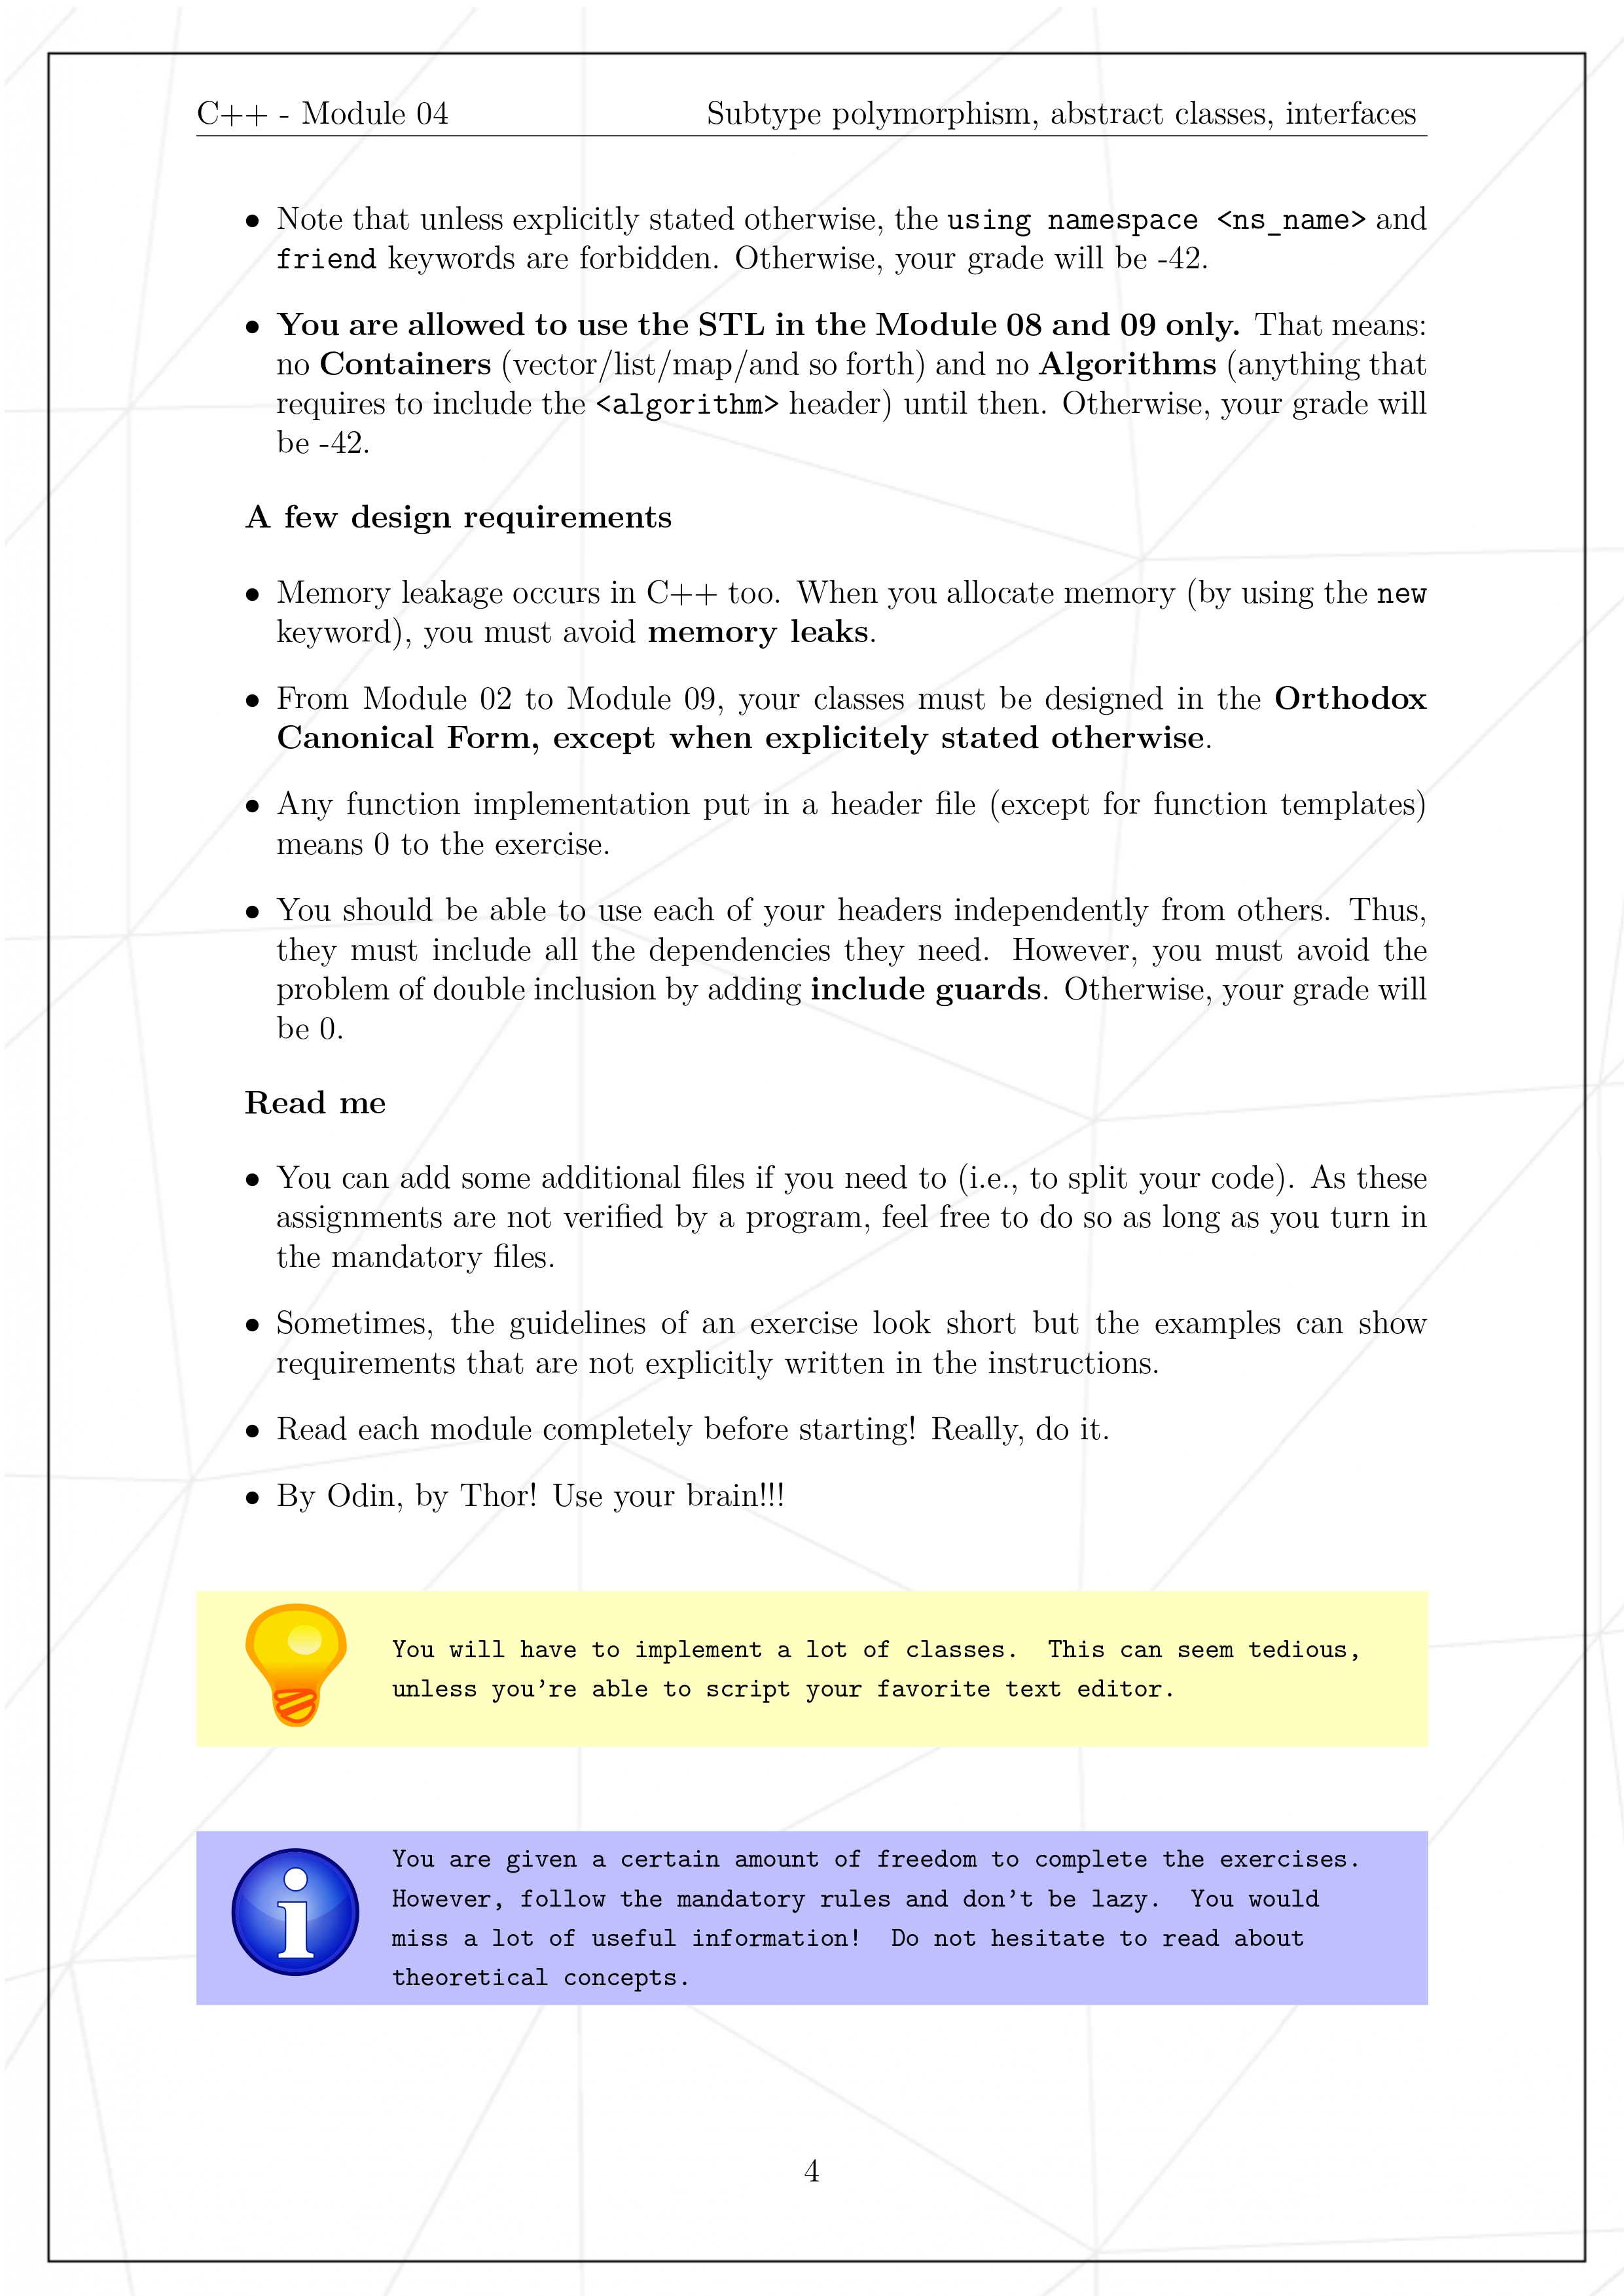 C++ - Module 04 Subtype polymorphism, abstract classes, interfaces
• Note that unless explicitly stated otherwise, the using namespace <ns_name> and
friend keywords are forbidden. Otherwise, your grade will be -42.
• You are allowed to use the STL in the Module 08 and 09 only. That means:
no Containers (vector/list/map/and so forth) and no Algorithms (anything that
requires to include the <algorithm> header) until then. Otherwise, your grade will
be -42.
A few design requirements
• Memory leakage occurs in C++ too. When you allocate memory (by using the new
keyword), you must avoid memory leaks.
• From Module 02 to Module 09, your classes must be designed in the Orthodox
Canonical Form, except when explicitely stated otherwise.
• Any function implementation put in a header file (except for function templates)
means 0 to the exercise.
• You should be able to use each of your headers independently from others. Thus,
they must include all the dependencies they need. However, you must avoid the
problem of double inclusion by adding include guards. Otherwise, your grade will
be 0.
Read me
• You can add some additional files if you need to (i.e., to split your code). As these
assignments are not verified by a program, feel free to do so as long as you turn in
the mandatory files.
• Sometimes, the guidelines of an exercise look short but the examples can show
requirements that are not explicitly written in the instructions.
• Read each module completely before starting! Really, do it.
• By Odin, by Thor! Use your brain!!!
You will have to implement a lot of classes. This can seem tedious,
unless you're able to script your favorite text editor.
You are given a certain amount of freedom to complete the exercises.
However, follow the mandatory rules and don't be lazy. You would
miss a lot of useful information! Do not hesitate to read about
theoretical concepts.
4